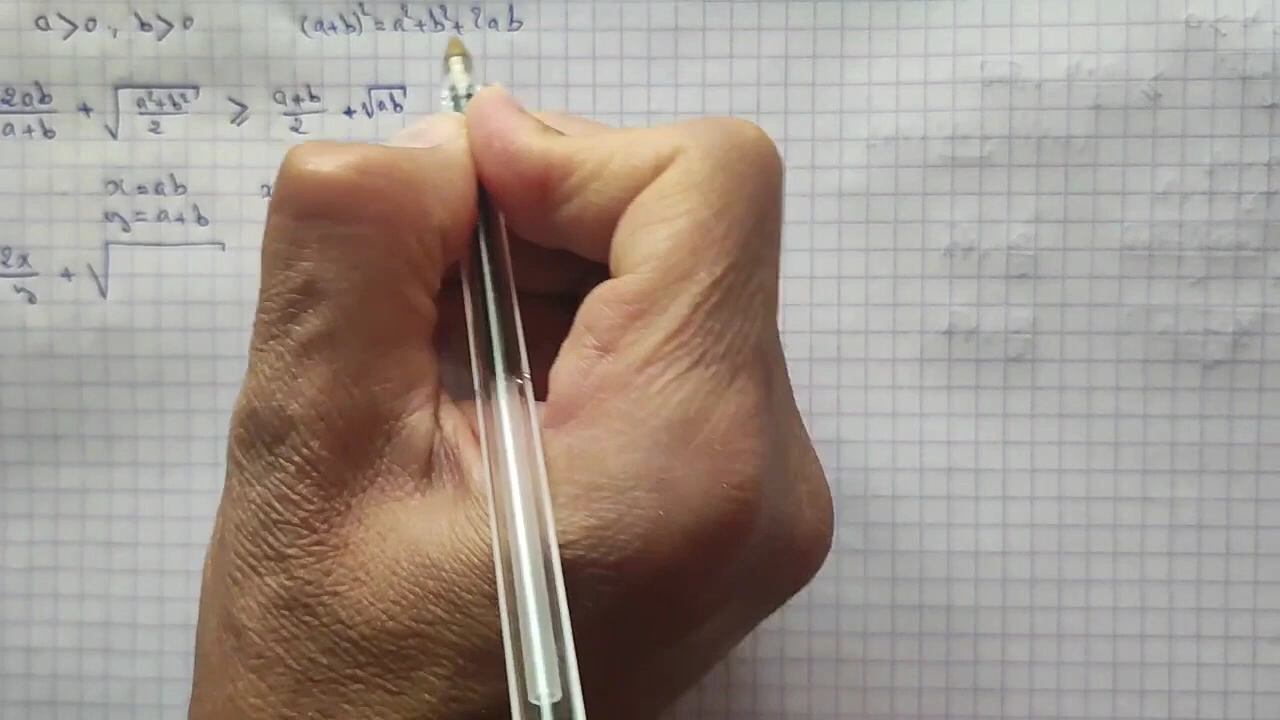 a>0, b>0 (a+b)² = a²+b²+2ab
2ab/a+b + √(a²+b²/2) ≥ a+b/2 + √ab
x=ab x
y=a+b
2x/y + √